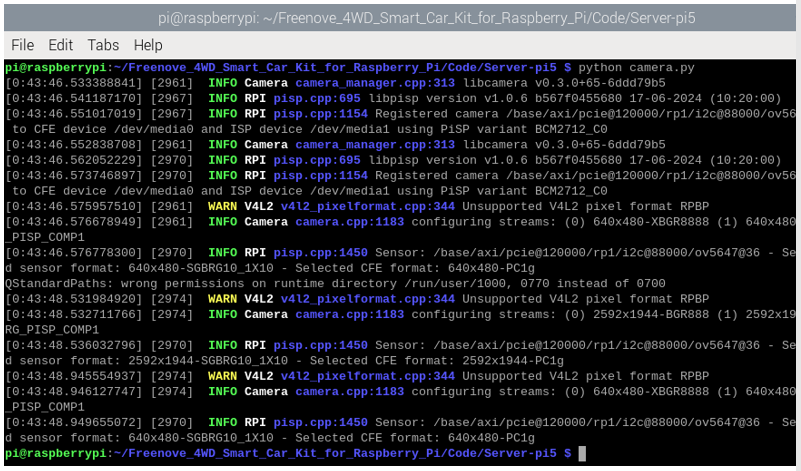 pi@raspberrypi: ~/Freenove_4WD_Smart_Car_Kit_for_Raspberry_Pi/Code/Server-pi5
File Edit Tabs Help
pi@raspberrypi:~/Freenove_4WD_Smart_Car_Kit_for_Raspberry_Pi/Code/Server-pi5 $ python camera.py
[0:43:46.533388841] [2961]  INFO Camera camera_manager.cpp:313 libcamera v0.3.0+65-6ddd79b5
[0:43:46.541187170] [2967]  INFO RPI pisp.cpp:695 libpisp version v1.0.6 b567f0455680 17-06-2024 (10:20:00)
[0:43:46.551017019] [2967]  INFO RPI pisp.cpp:1154 Registered camera /base/axi/pcie@120000/rp1/i2c@88000/ov56
 to CFE device /dev/media0 and ISP device /dev/media1 using PiSP variant BCM2712_C0
[0:43:46.552838708] [2961]  INFO Camera camera_manager.cpp:313 libcamera v0.3.0+65-6ddd79b5
[0:43:46.562052229] [2970]  INFO RPI pisp.cpp:695 libpisp version v1.0.6 b567f0455680 17-06-2024 (10:20:00)
[0:43:46.573746897] [2970]  INFO RPI pisp.cpp:1154 Registered camera /base/axi/pcie@120000/rp1/i2c@88000/ov56
 to CFE device /dev/media0 and ISP device /dev/media1 using PiSP variant BCM2712_C0
[0:43:46.575957510] [2961]  WARN V4L2 v4l2_pixelformat.cpp:344 Unsupported V4L2 pixel format RPBP
[0:43:46.576678949] [2961]  INFO Camera camera.cpp:1183 configuring streams: (0) 640x480-XBGR8888 (1) 640x480
_PISP_COMP1
[0:43:46.576778300] [2970]  INFO RPI pisp.cpp:1450 Sensor: /base/axi/pcie@120000/rp1/i2c@88000/ov5647@36 - Se
d sensor format: 640x480-SGBRG10_1X10 - Selected CFE format: 640x480-PC1g
QStandardPaths: wrong permissions on runtime directory /run/user/1000, 0770 instead of 0700
[0:43:48.531984920] [2974]  WARN V4L2 v4l2_pixelformat.cpp:344 Unsupported V4L2 pixel format RPBP
[0:43:48.532711766] [2974]  INFO Camera camera.cpp:1183 configuring streams: (0) 2592x1944-BGR888 (1) 2592x19
RG_PISP_COMP1
[0:43:48.536032796] [2970]  INFO RPI pisp.cpp:1450 Sensor: /base/axi/pcie@120000/rp1/i2c@88000/ov5647@36 - Se
d sensor format: 2592x1944-SGBRG10_1X10 - Selected CFE format: 2592x1944-PC1g
[0:43:48.945554937] [2974]  WARN V4L2 v4l2_pixelformat.cpp:344 Unsupported V4L2 pixel format RPBP
[0:43:48.946127747] [2974]  INFO Camera camera.cpp:1183 configuring streams: (0) 640x480-XBGR8888 (1) 640x480
_PISP_COMP1
[0:43:48.949655072] [2970]  INFO RPI pisp.cpp:1450 Sensor: /base/axi/pcie@120000/rp1/i2c@88000/ov5647@36 - Se
d sensor format: 640x480-SGBRG10_1X10 - Selected CFE format: 640x480-PC1g
pi@raspberrypi:~/Freenove_4WD_Smart_Car_Kit_for_Raspberry_Pi/Code/Server-pi5 $